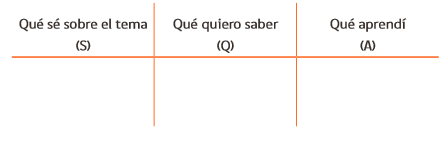 Qué sé sobre el tema
(S)
Qué quiero saber
(Q)
Qué aprendí
(A)